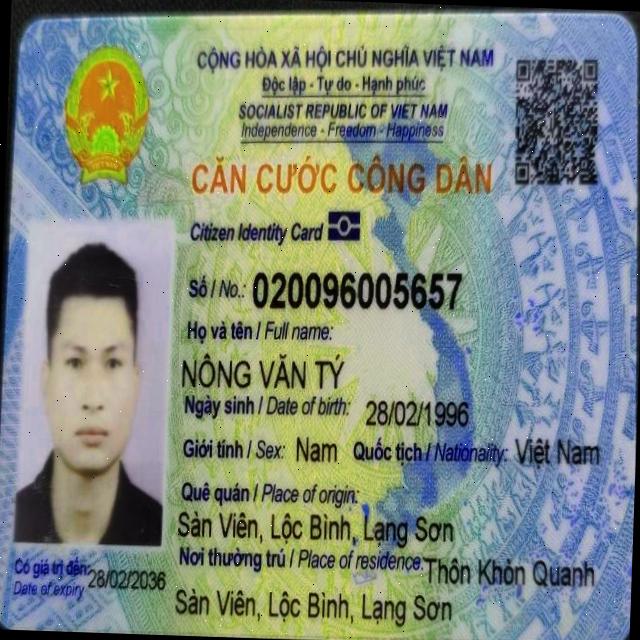 CỘNG HÒA XÃ HỘI CHỦ NGHĨA VIỆT NAM
Độc lập - Tự do - Hạnh phúc
SOCIALIST REPUBLIC OF VIET NAM
Independence - Freedom - Happiness
CĂN CƯỚC CÔNG DÂN
Citizen Identity Card
Số / No.: 020096005657
Họ và tên / Full name:
NÔNG VĂN TÝ
Ngày sinh / Date of birth: 28/02/1996
Giới tính / Sex: Nam Quốc tịch / Nationality: Việt Nam
Quê quán / Place of origin:
Sàn Viên, Lộc Bình, Lạng Sơn
Nơi thường trú / Place of residence: Thôn Khòn Quanh
Sàn Viên, Lộc Bình, Lạng Sơn
Có giá trị đến: 28/02/2036
Date of expiry